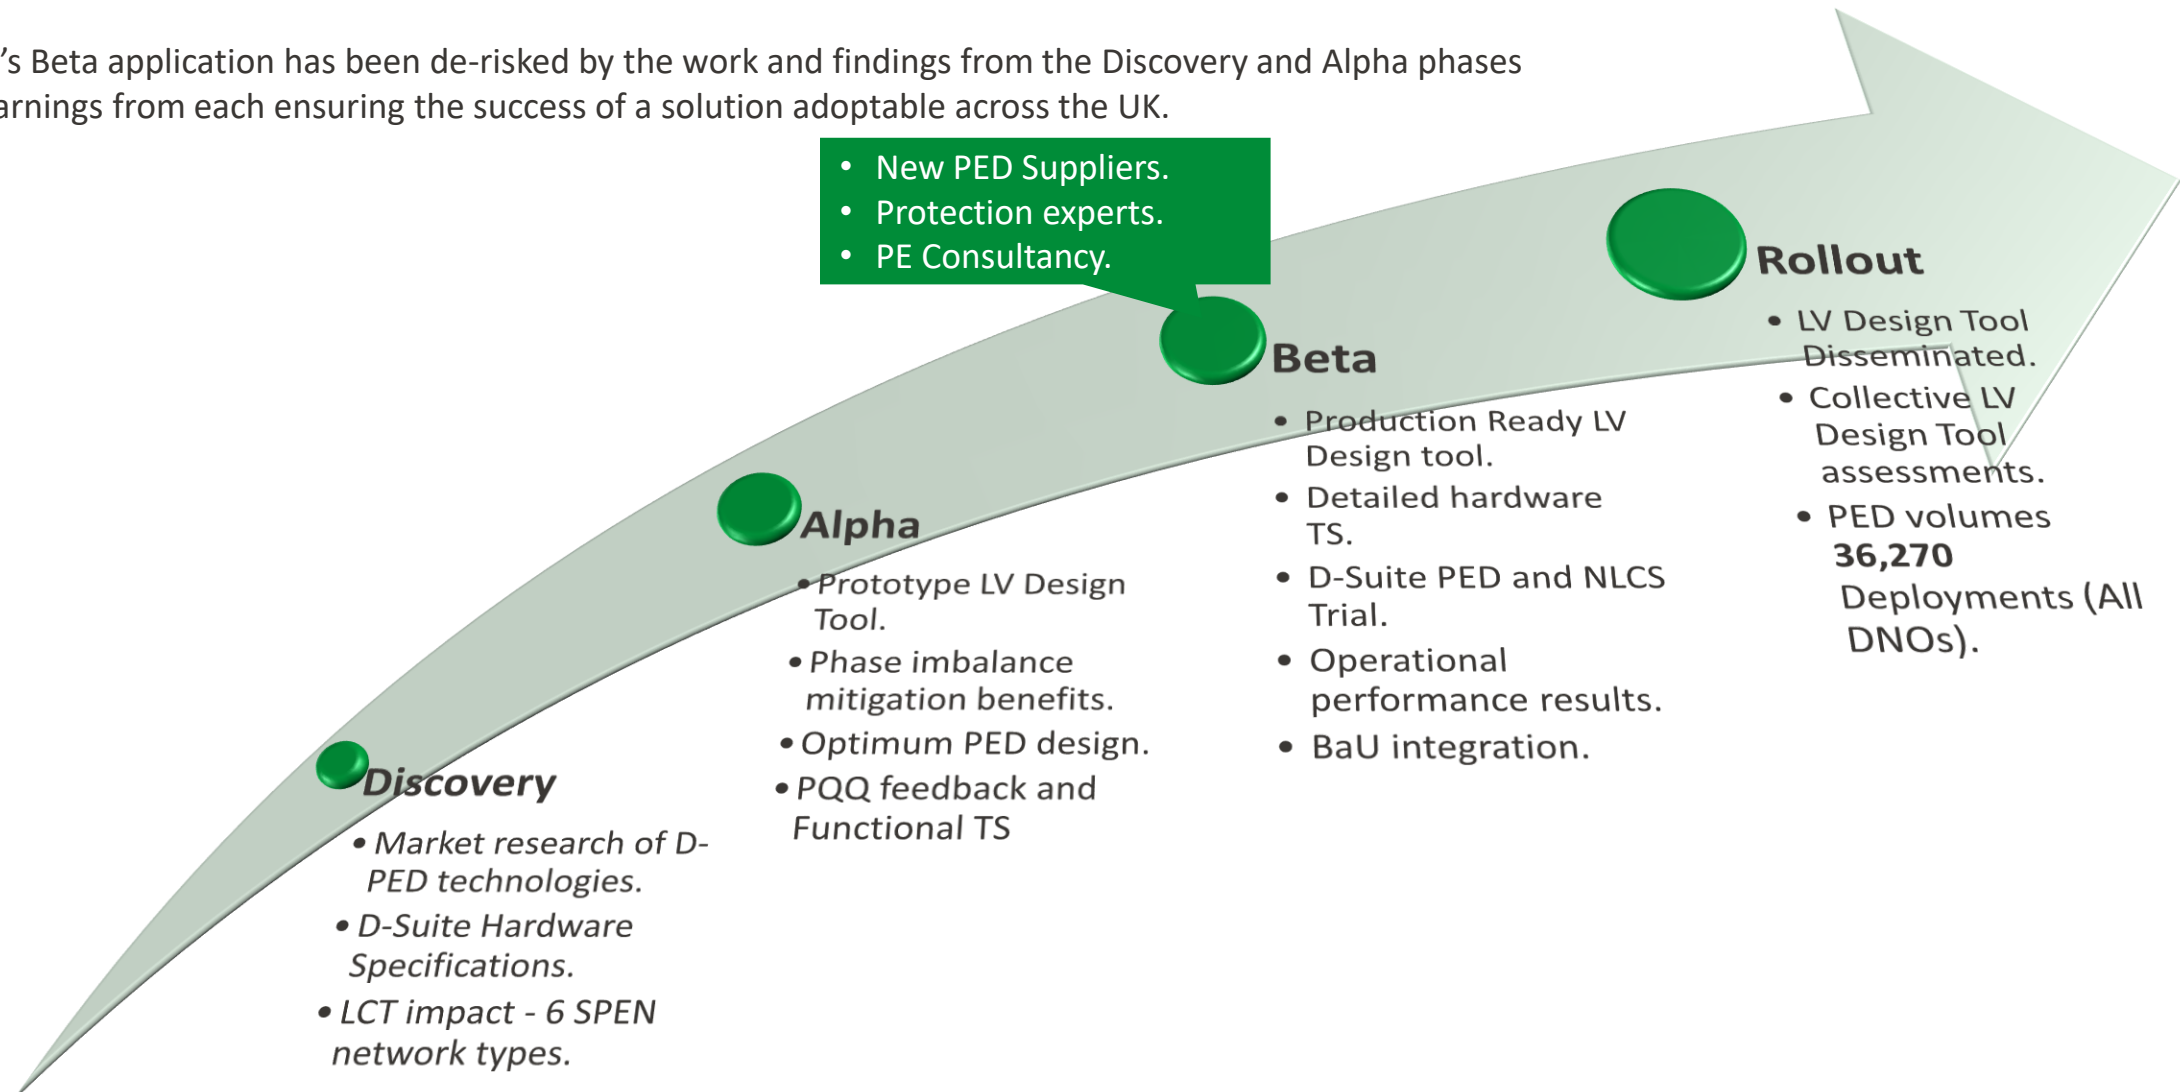 's Beta application has been de-risked by the work and findings from the Discovery and Alpha phases
arnings from each ensuring the success of a solution adoptable across the UK.
• New PED Suppliers.
• Protection experts.
• PE Consultancy.
Discovery
• Market research of D-
PED technologies.
• D-Suite Hardware
Specifications.
• LCT impact - 6 SPEN
network types.
Alpha
• Prototype LV Design
Tool.
• Phase imbalance
mitigation benefits.
• Optimum PED design.
• PQQ feedback and
Functional TS
Beta
• Production Ready LV
Design tool.
• Detailed hardware
TS.
• D-Suite PED and NLCS
Trial.
• Operational
performance results.
• BaU integration.
Rollout
• LV Design Tool
Disseminated.
• Collective LV
Design Tool
assessments.
• PED volumes
36,270
Deployments (All
DNOs).